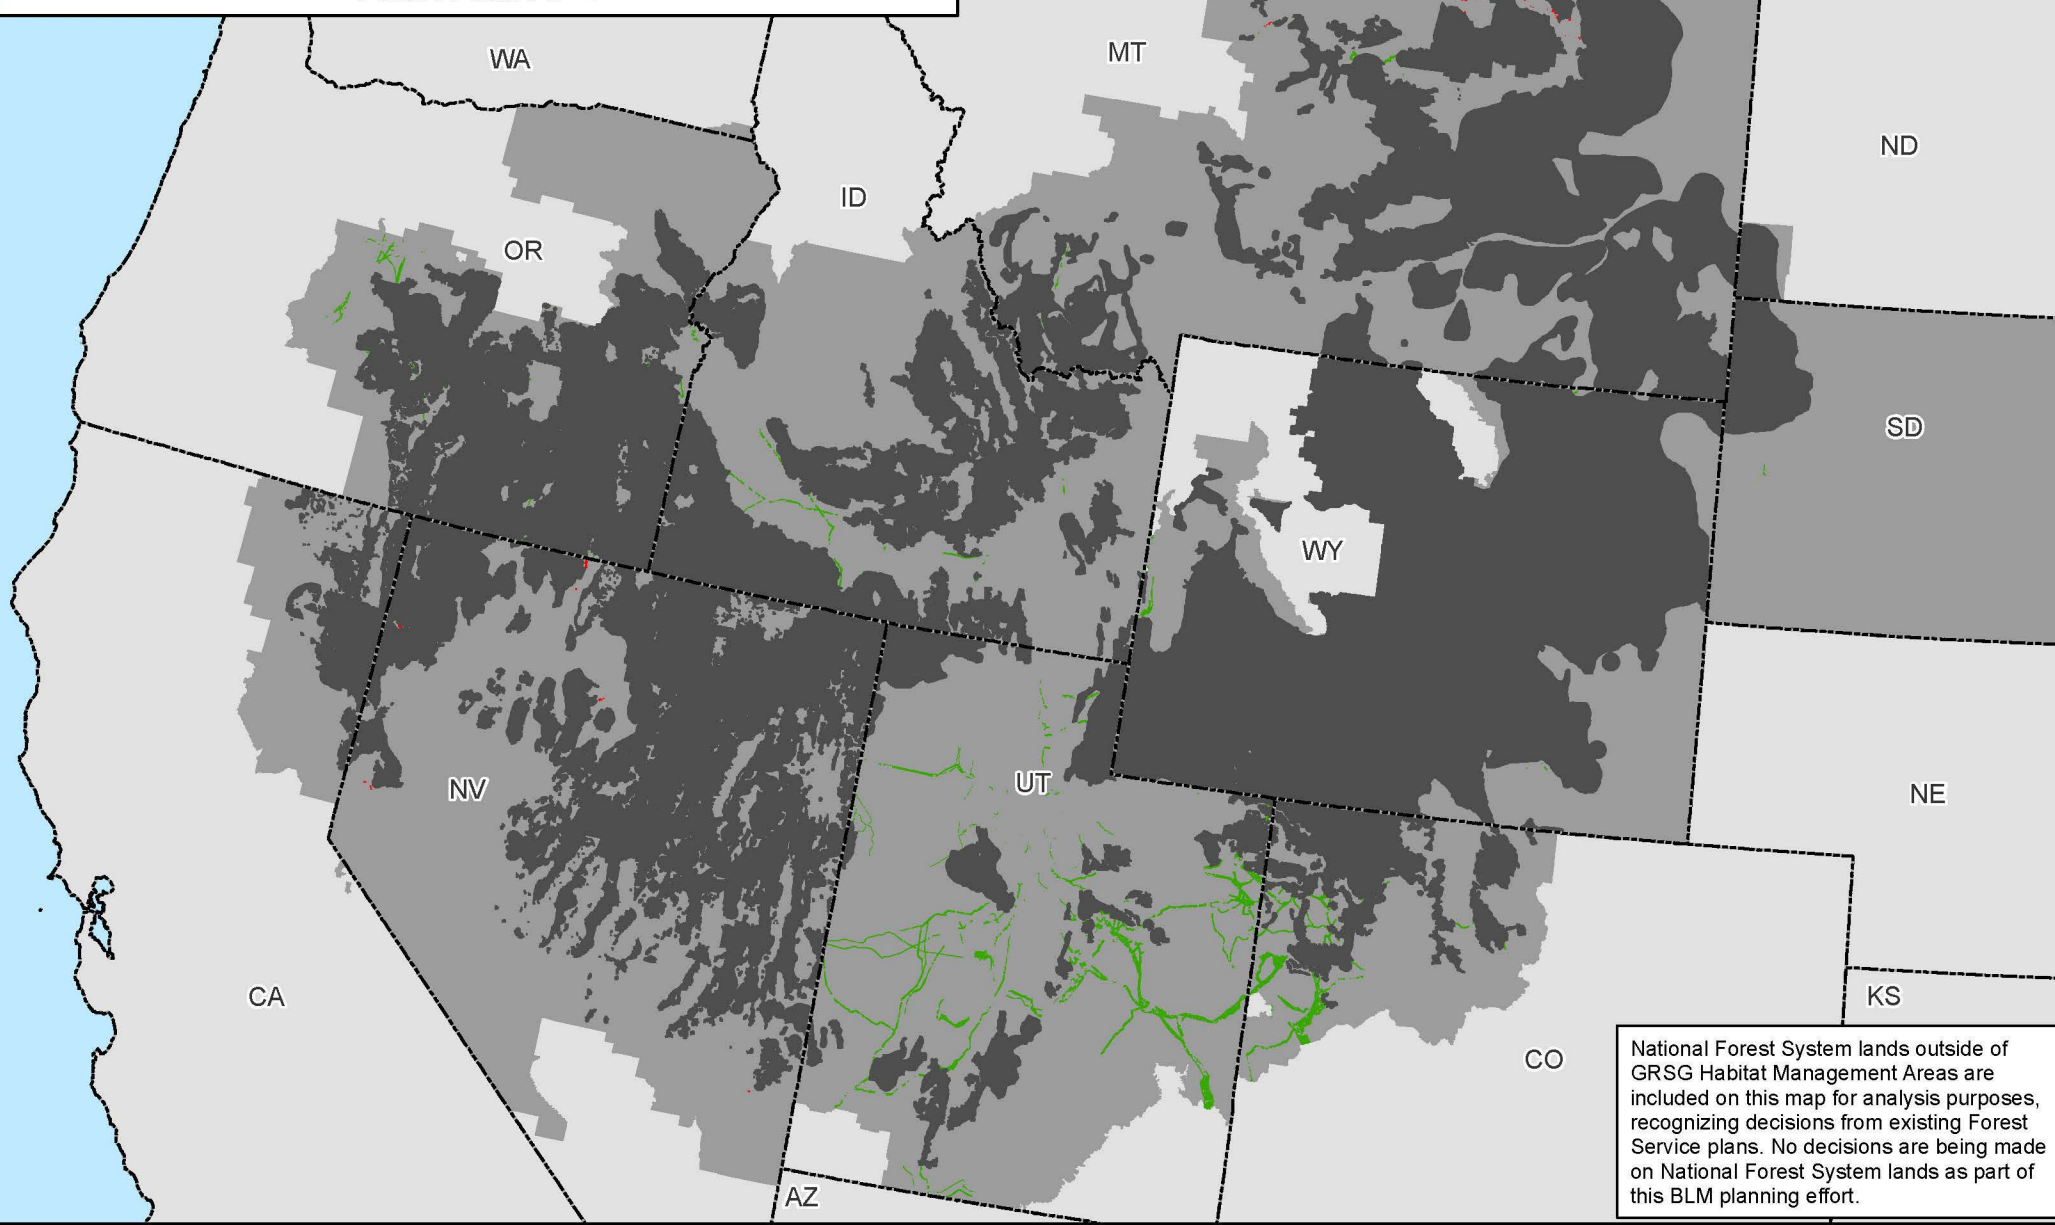 WA
MT
ND
ID
OR
SD
WY
NV
UT
NE
CA
KS
CO
AZ
National Forest System lands outside of
GRSG Habitat Management Areas are
included on this map for analysis purposes,
recognizing decisions from existing Forest
Service plans. No decisions are being made
on National Forest System lands as part of
this BLM planning effort.